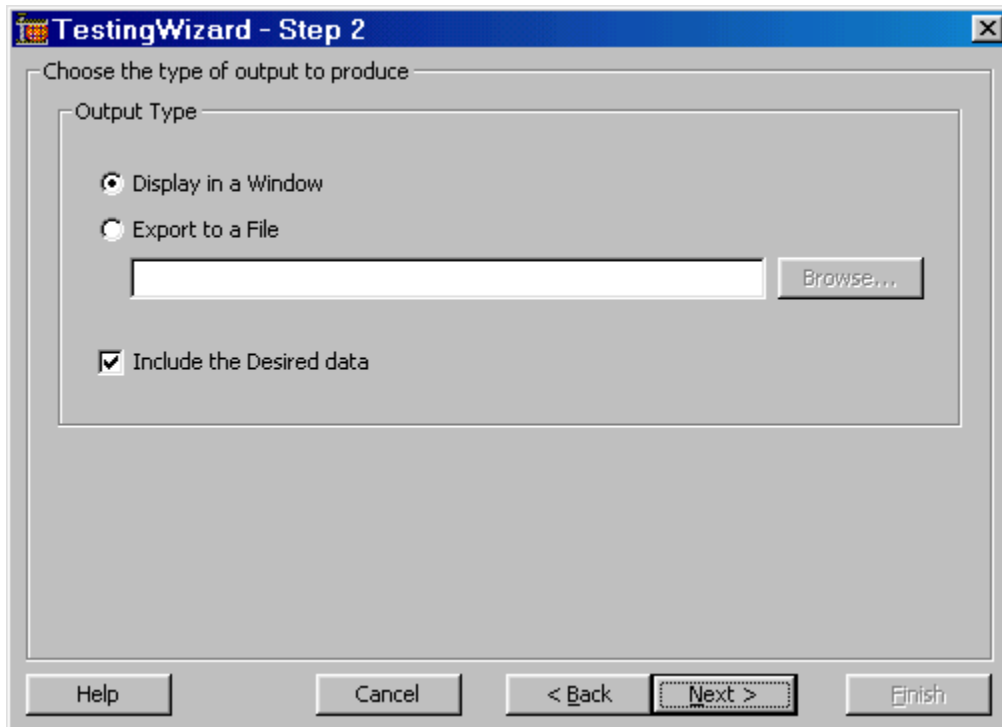 TestingWizard - Step 2
Choose the type of output to produce
Output Type
Display in a Window
Export to a File
Browse...
Include the Desired data
Help
Cancel
< Back
Next >
Finish